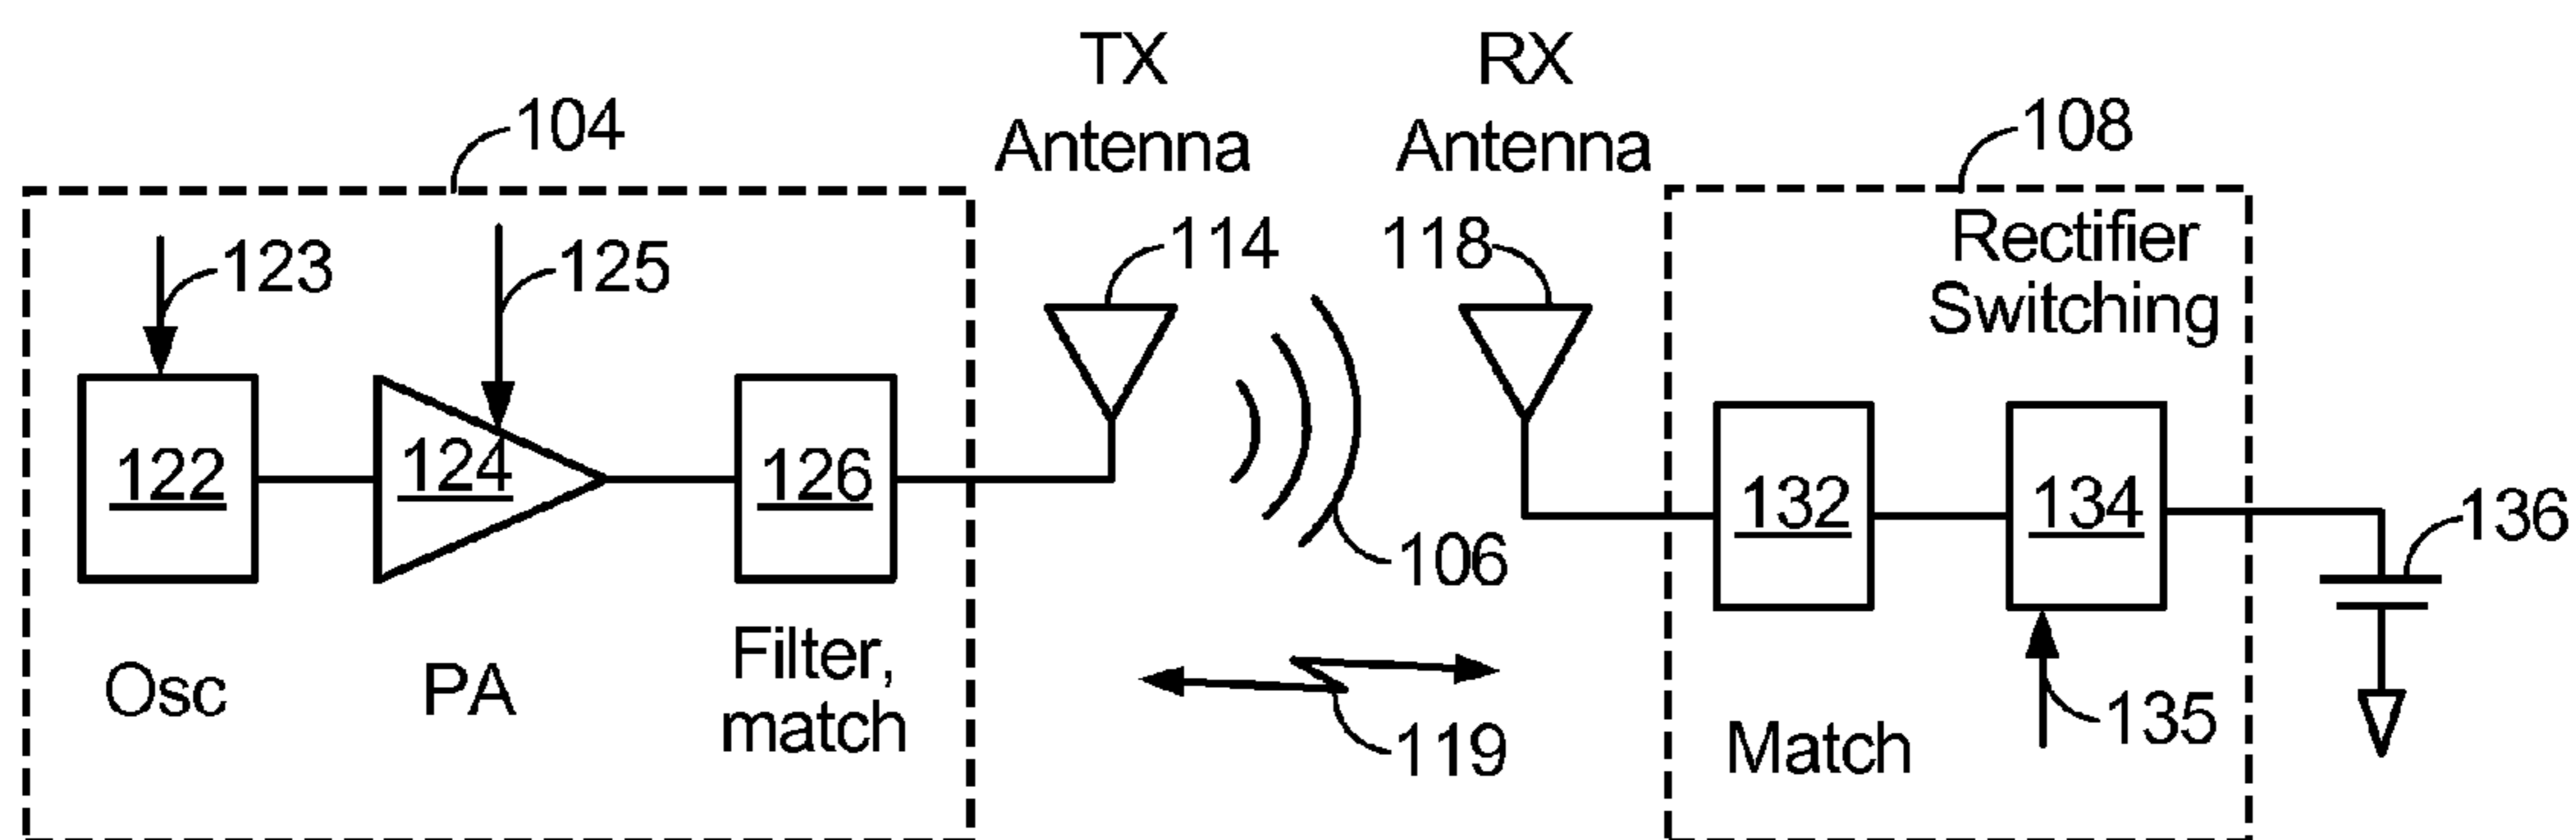 TX
Antenna
RX
Antenna
104
108
Rectifier
Switching
123
125
114
118
122
124
126
132
134
136
106
Osc
PA
Filter,
match
119
Match
135